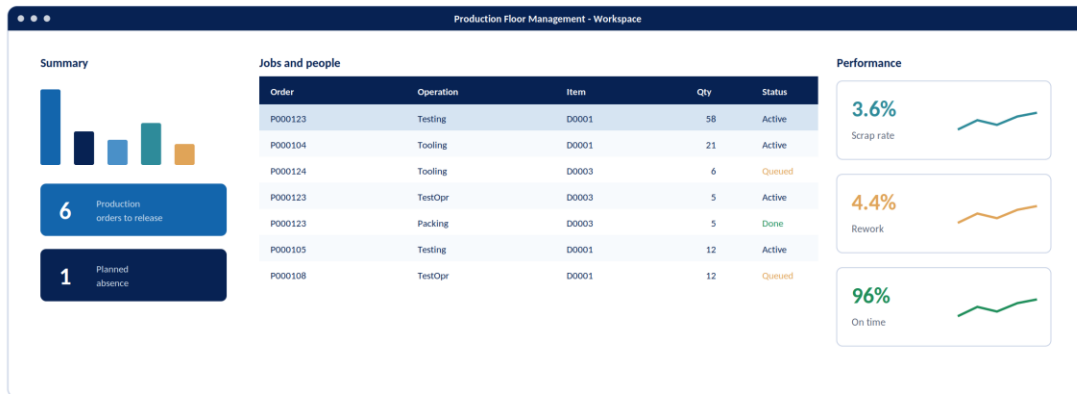 Production Floor Management - Workspace
Summary
6 Production
orders to release
1 Planned
absence
Jobs and people
Order Operation Item Qty Status
P000123 Testing D0001 58 Active
P000104 Tooling D0001 21 Active
P000124 Tooling D0003 6 Queued
P000123 TestOpr D0003 5 Active
P000123 Packing D0003 5 Done
P000105 Testing D0001 12 Active
P000108 TestOpr D0001 12 Queued
Performance
3.6%
Scrap rate
4.4%
Rework
96%
On time